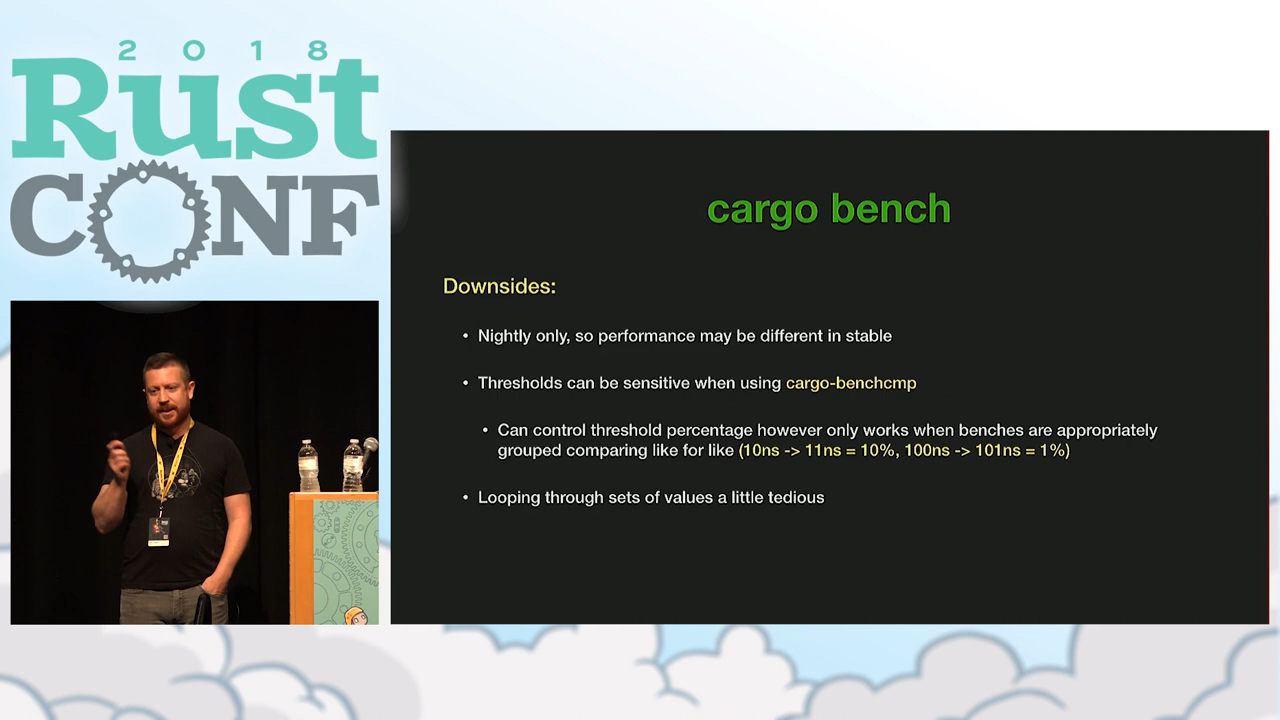 2018
Rust
CONF
cargo bench
Downsides:
• Nightly only, so performance may be different in stable
• Thresholds can be sensitive when using cargo-benchcmp
• Can control threshold percentage however only works when benches are appropriately
grouped comparing like for like (10ns -> 11ns = 10%, 100ns -> 101ns = 1%)
• Looping through sets of values a little tedious